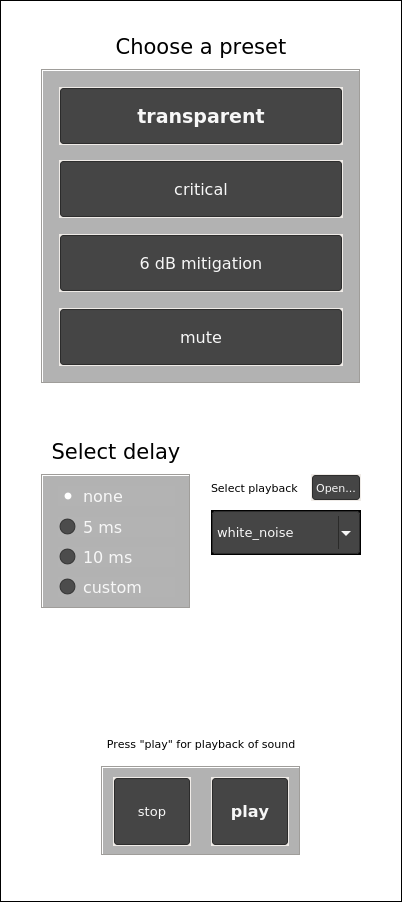 Choose a preset
transparent
critical
6 dB mitigation
mute
Select delay
none
5 ms
10 ms
custom
Select playback
Open...
white_noise
Press "play" for playback of sound
stop
play